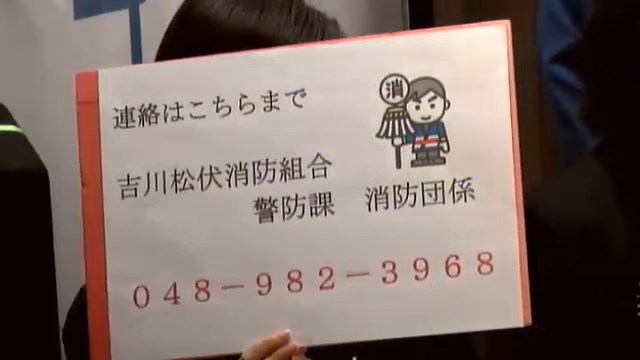 連絡はこちらまで
消
吉川松伏消防組合
警防課　消防団係
０４８－９８２－３９６８